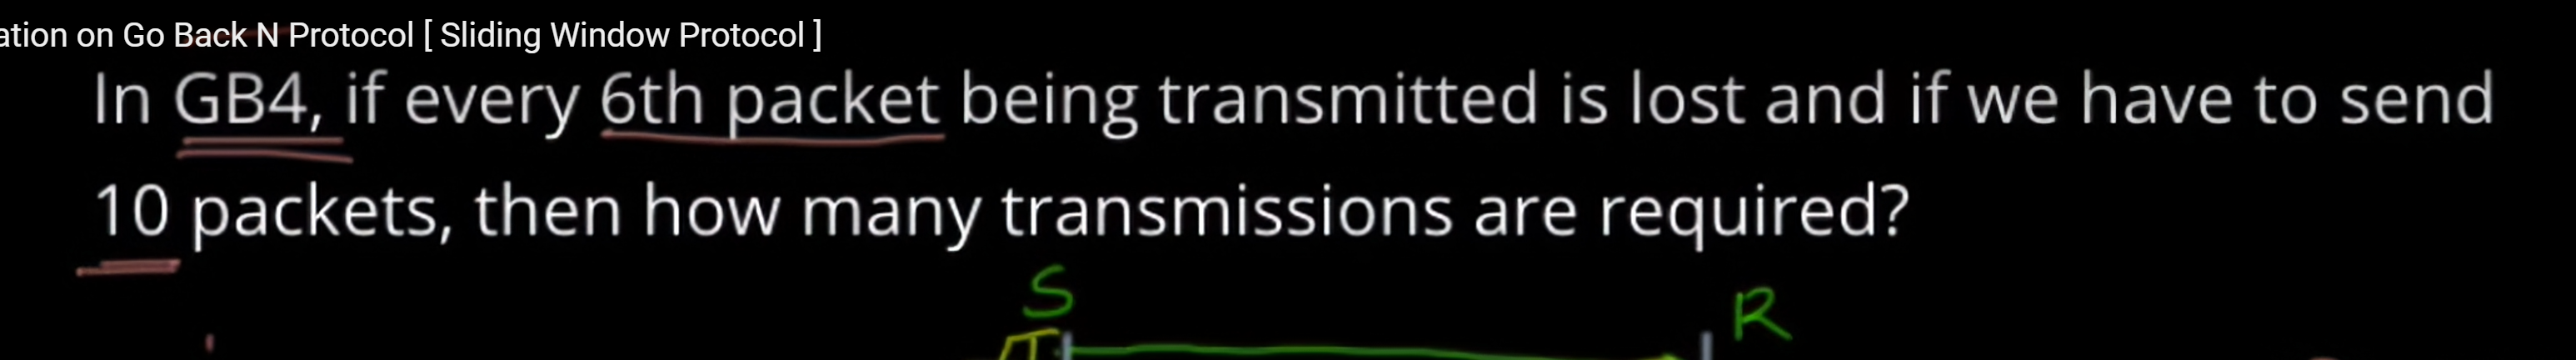 ation on Go Back N Protocol [ Sliding Window Protocol ]
In GB4, if every 6th packet being transmitted is lost and if we have to send
10 packets, then how many transmissions are required?
S
R